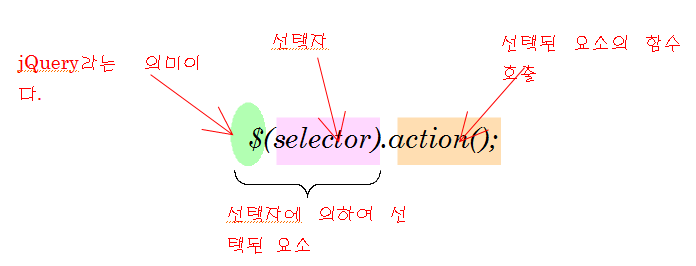 jQuery라는 의미이
다.
선택자
선택된 요소의 함수
호출
$(selector).action();
선택자에 의하여 선
택된 요소